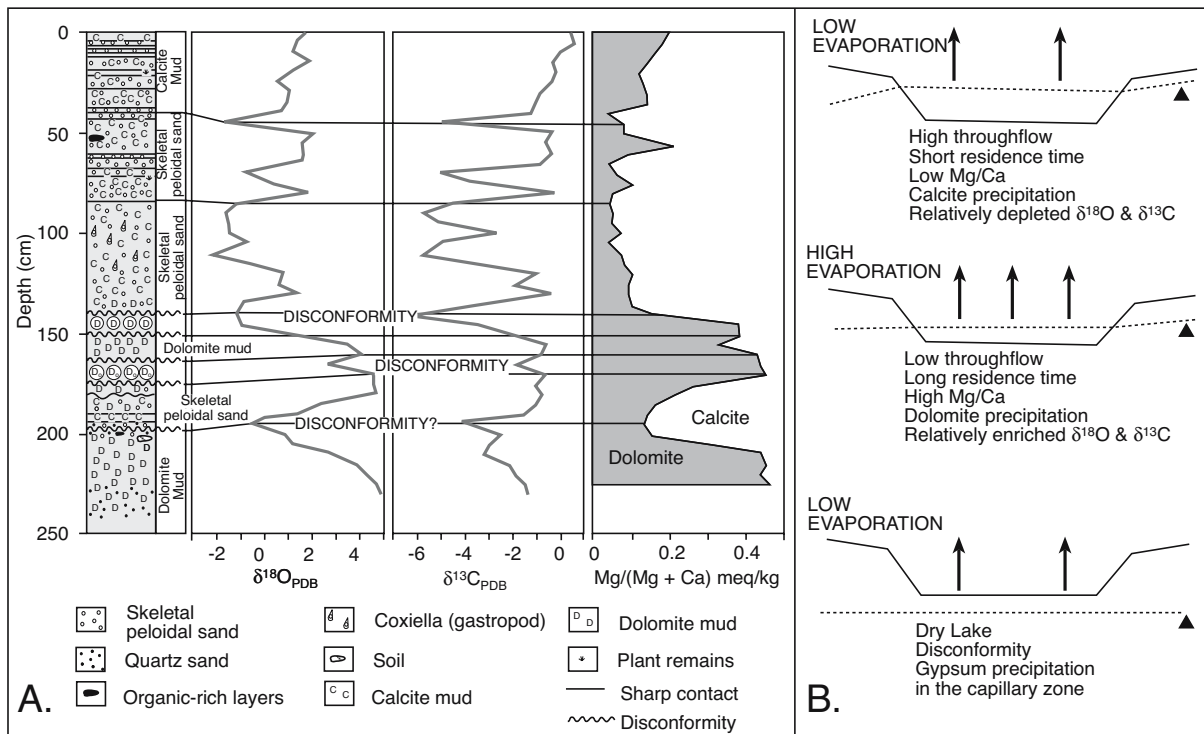 0
50
100
150
200
250
Depth (cm)
Calcite
Mud
Skeletal
peloidal sand
Skeletal
peloidal sand
Dolomite mud
Skeletal
peloidal sand
Dolomite
Mud
DISCONFORMITY
DISCONFORMITY
DISCONFORMITY?
Calcite
Dolomite
-2 0 2 4
δ18OPDB
-6 -4 -2 0
δ13CPDB
0 0.2 0.4
Mg/(Mg + Ca) meq/kg
Skeletal
peloidal sand
Quartz sand
Organic-rich layers
Coxiella (gastropod)
Soil
C C
Calcite mud
D D
Dolomite mud
Plant remains
Sharp contact
Disconformity
A.
LOW
EVAPORATION
High throughflow
Short residence time
Low Mg/Ca
Calcite precipitation
Relatively depleted δ18O & δ13C
HIGH
EVAPORATION
Low throughflow
Long residence time
High Mg/Ca
Dolomite precipitation
Relatively enriched δ18O & δ13C
LOW
EVAPORATION
Dry Lake
Disconformity
Gypsum precipitation
in the capillary zone
B.